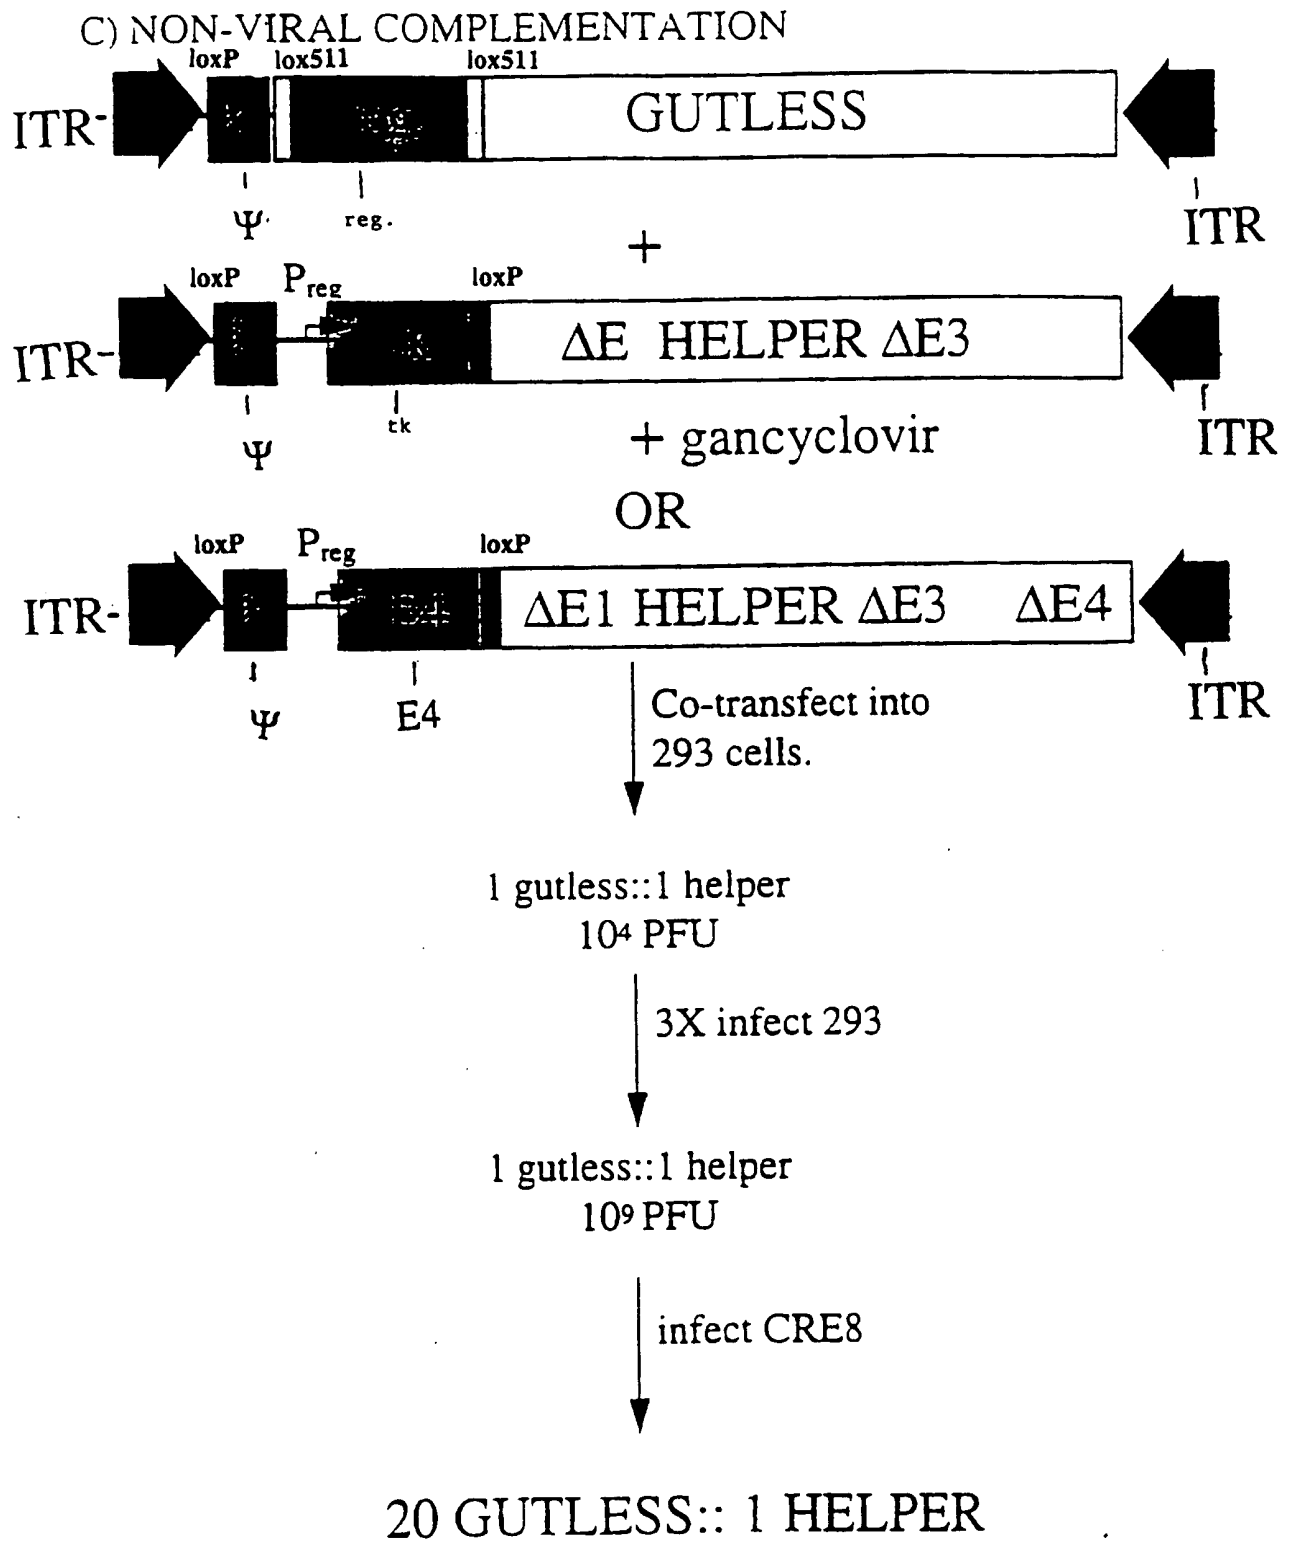 C) NON-VIRAL COMPLEMENTATION
loxP lox511 lox511
ITR- GUTLESS
Ψ reg. ITR
+
loxP Preg loxP
ITR- ΔE HELPER ΔE3
Ψ tk ITR
+ gancyclovir
OR
loxP Preg loxP
ITR- E4 ΔE1 HELPER ΔE3 ΔE4
Ψ E4 ITR
Co-transfect into
293 cells.
1 gutless::1 helper
10⁴ PFU
3X infect 293
1 gutless::1 helper
10⁹ PFU
infect CRE8
20 GUTLESS:: 1 HELPER